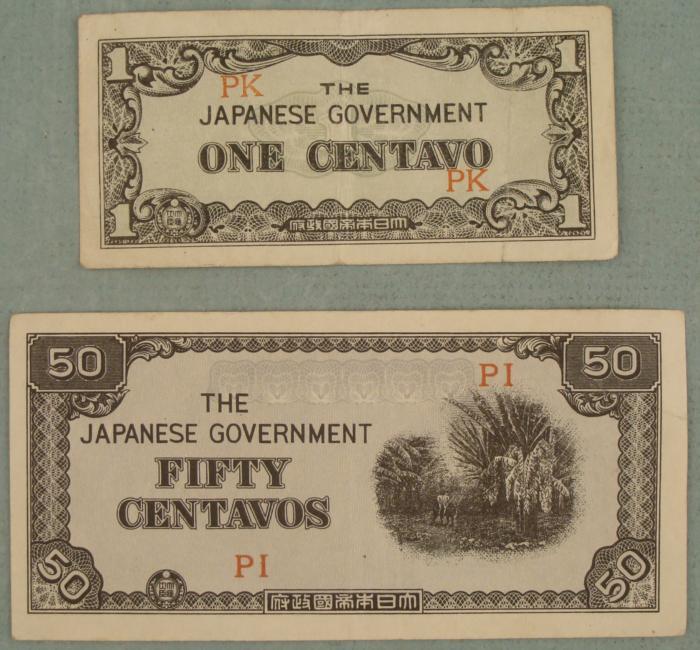 1 1
PK THE
JAPANESE GOVERNMENT
ONE CENTAVO
PK
1 大日本帝國政府 1
50 50
PI
THE
JAPANESE GOVERNMENT
FIFTY
CENTAVOS
PI
50 大日本帝國政府 50